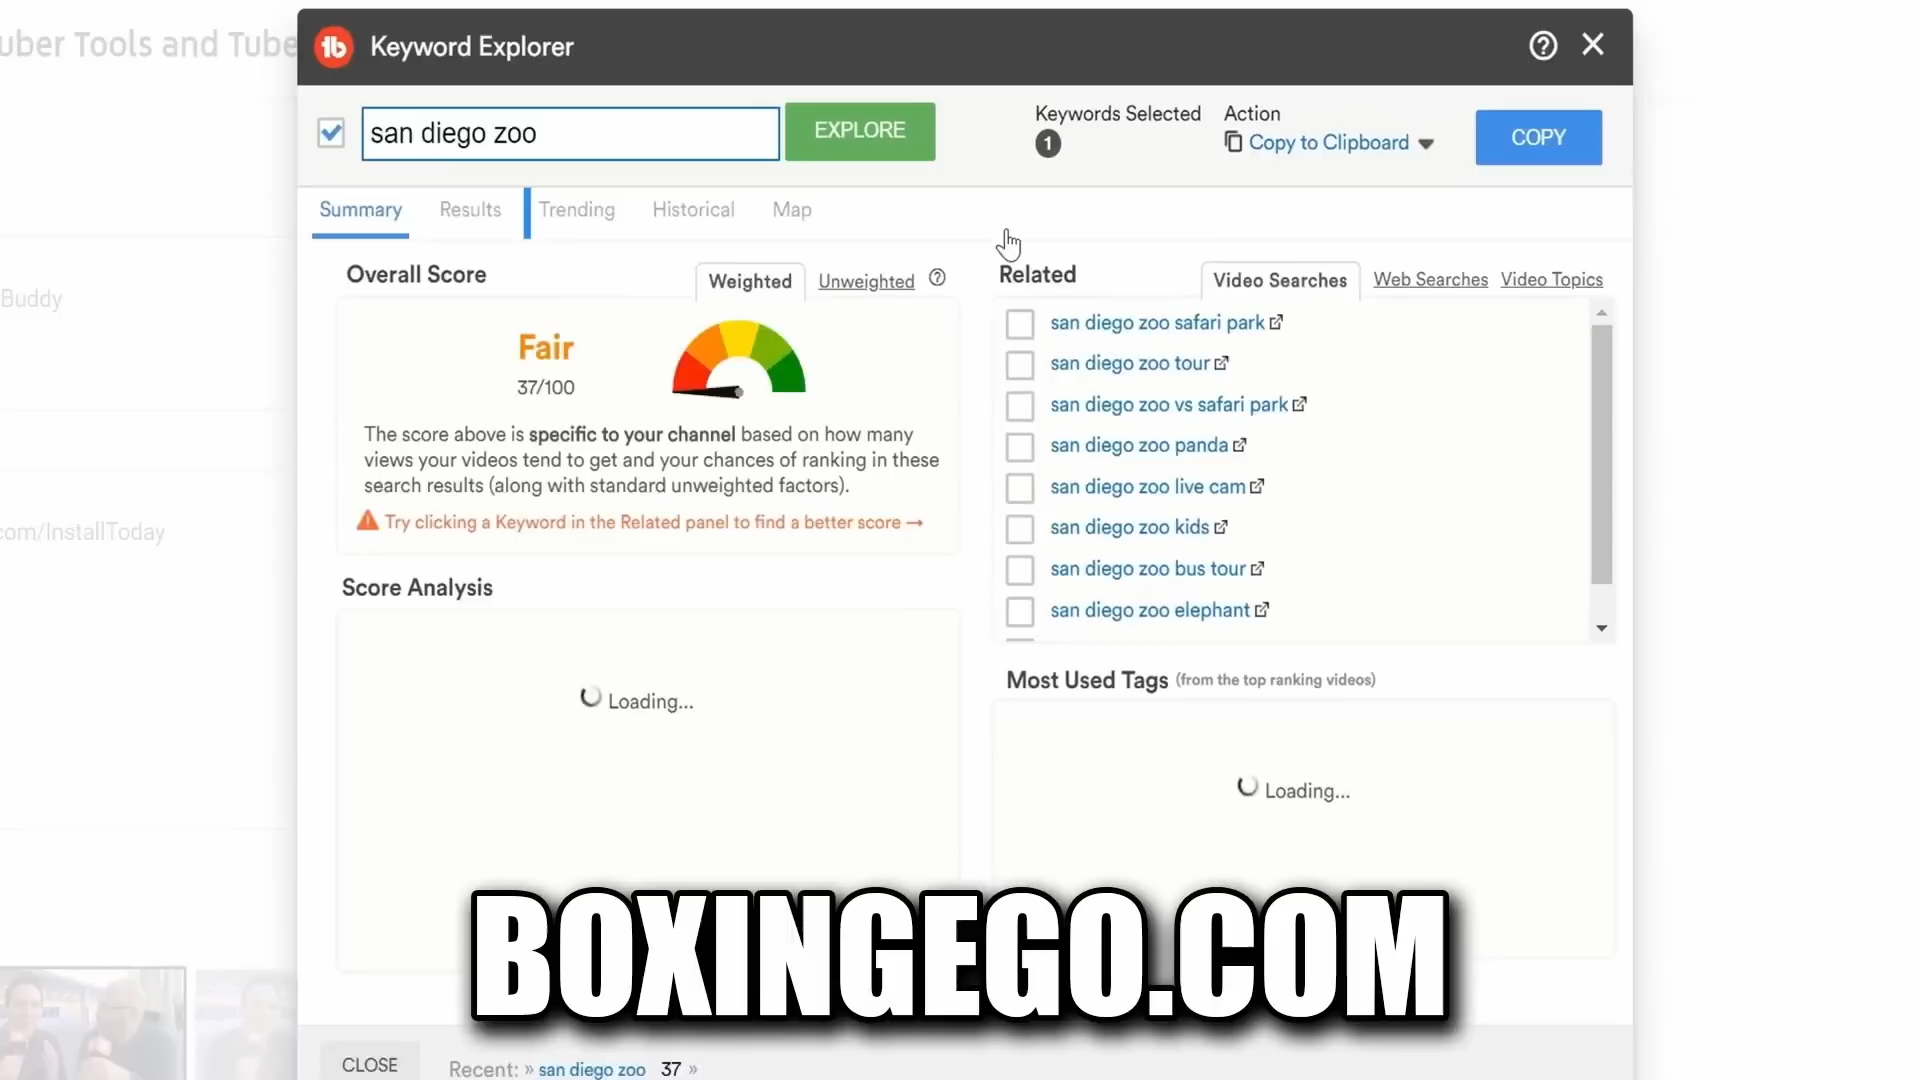 uber Tools and Tube
Keyword Explorer
san diego zoo
EXPLORE
Keywords Selected
1
Action
Copy to Clipboard
COPY
Summary
Results
Trending
Historical
Map
Overall Score
Weighted
Unweighted
Fair
37/100
The score above is specific to your channel based on how many
views your videos tend to get and your chances of ranking in these
search results (along with standard unweighted factors).
Try clicking a Keyword in the Related panel to find a better score →
Related
Video Searches
Web Searches
Video Topics
san diego zoo safari park
san diego zoo tour
san diego zoo vs safari park
san diego zoo panda
san diego zoo live cam
san diego zoo kids
san diego zoo bus tour
san diego zoo elephant
Buddy
com/InstallToday
Score Analysis
Loading...
Most Used Tags (from the top ranking videos)
Loading...
BOXINGEGO.COM
CLOSE
Recent: » san diego zoo 37 »